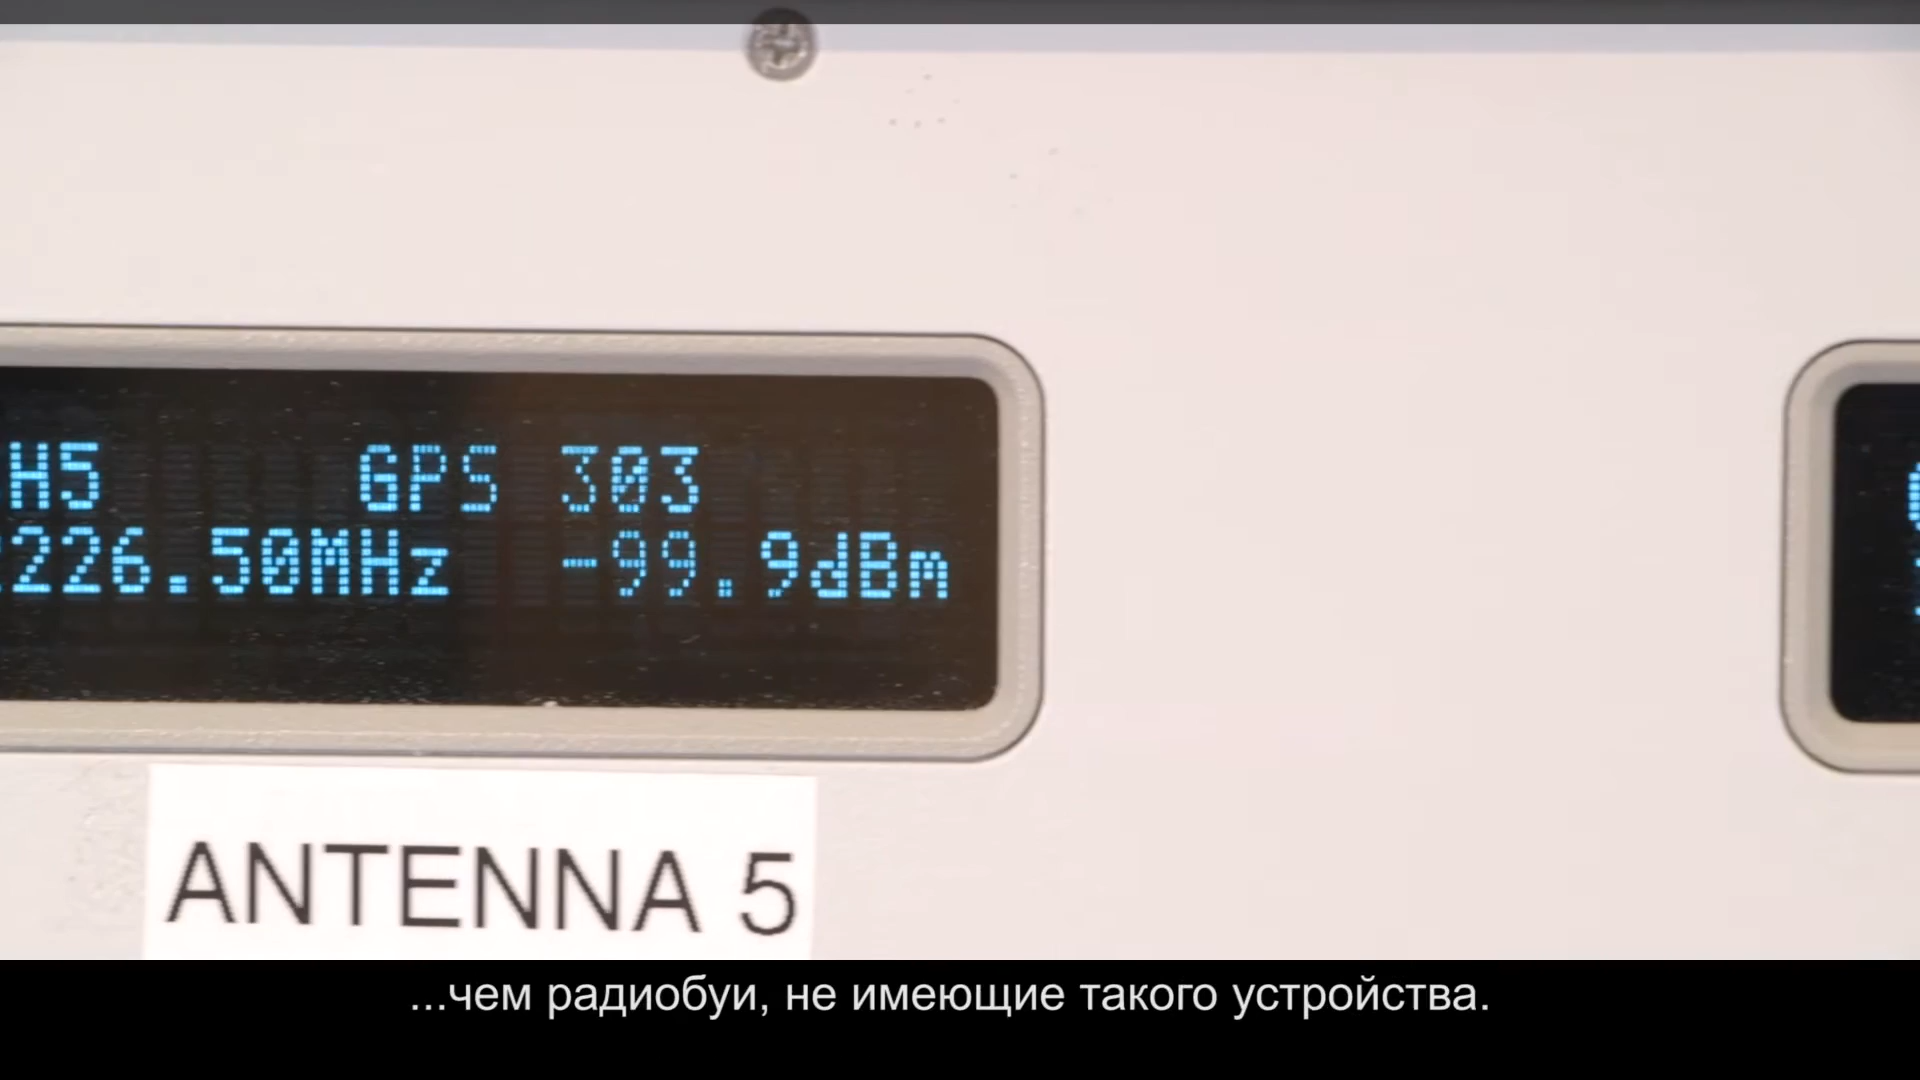 H5 GPS 303
226.50MHz -99.9dBm
ANTENNA 5
...чем радиобуи, не имеющие такого устройства.